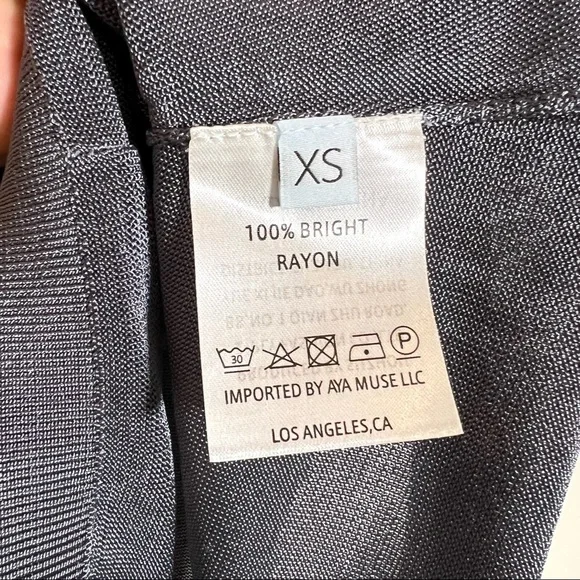 XS
100% BRIGHT
RAYON
30 P
IMPORTED BY AYA MUSE LLC
LOS ANGELES,CA